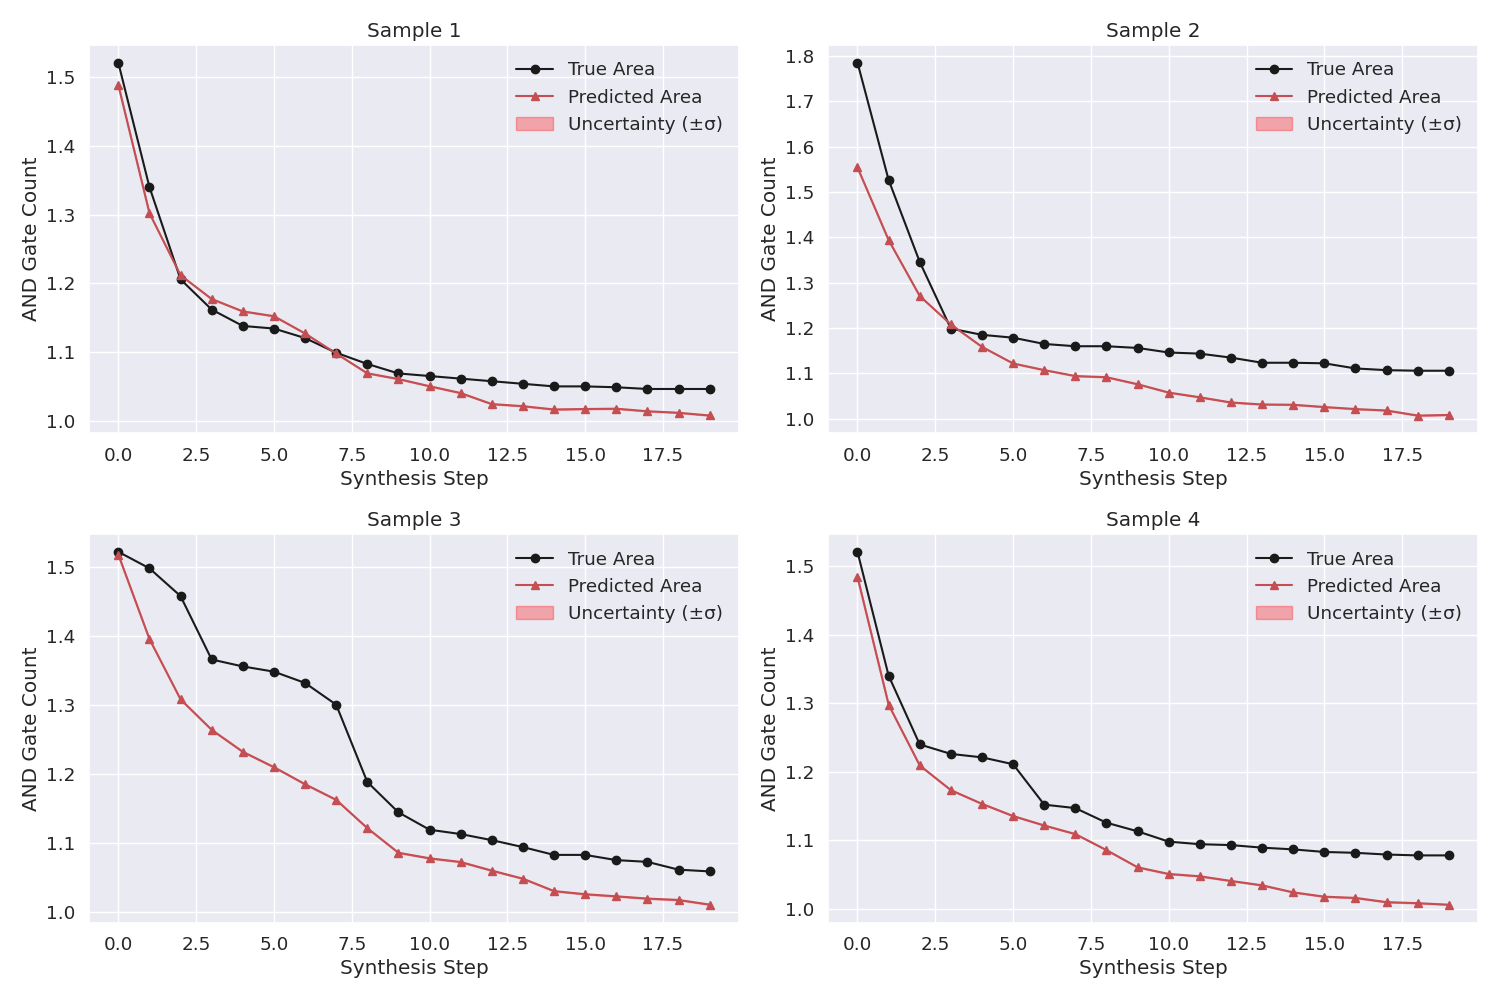 Sample 1
True Area
Predicted Area
Uncertainty (±σ)
AND Gate Count
1.5
1.4
1.3
1.2
1.1
1.0
0.0 2.5 5.0 7.5 10.0 12.5 15.0 17.5
Synthesis Step
Sample 2
True Area
Predicted Area
Uncertainty (±σ)
AND Gate Count
1.8
1.7
1.6
1.5
1.4
1.3
1.2
1.1
1.0
0.0 2.5 5.0 7.5 10.0 12.5 15.0 17.5
Synthesis Step
Sample 3
True Area
Predicted Area
Uncertainty (±σ)
AND Gate Count
1.5
1.4
1.3
1.2
1.1
1.0
0.0 2.5 5.0 7.5 10.0 12.5 15.0 17.5
Synthesis Step
Sample 4
True Area
Predicted Area
Uncertainty (±σ)
AND Gate Count
1.5
1.4
1.3
1.2
1.1
1.0
0.0 2.5 5.0 7.5 10.0 12.5 15.0 17.5
Synthesis Step